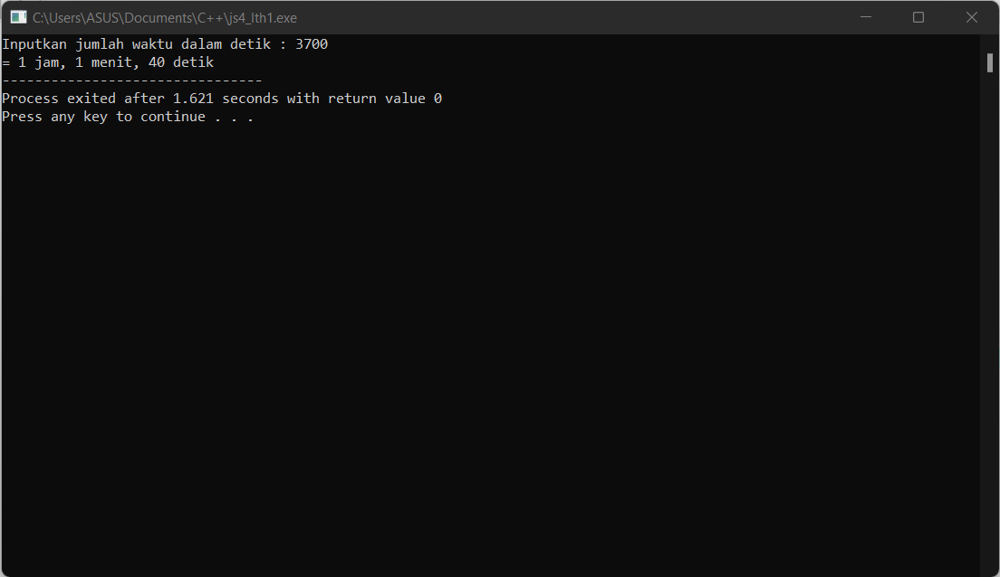 C:\Users\ASUS\Documents\C++\js4_lth1.exe
Inputkan jumlah waktu dalam detik : 3700
= 1 jam, 1 menit, 40 detik
--------------------------------
Process exited after 1.621 seconds with return value 0
Press any key to continue . . .